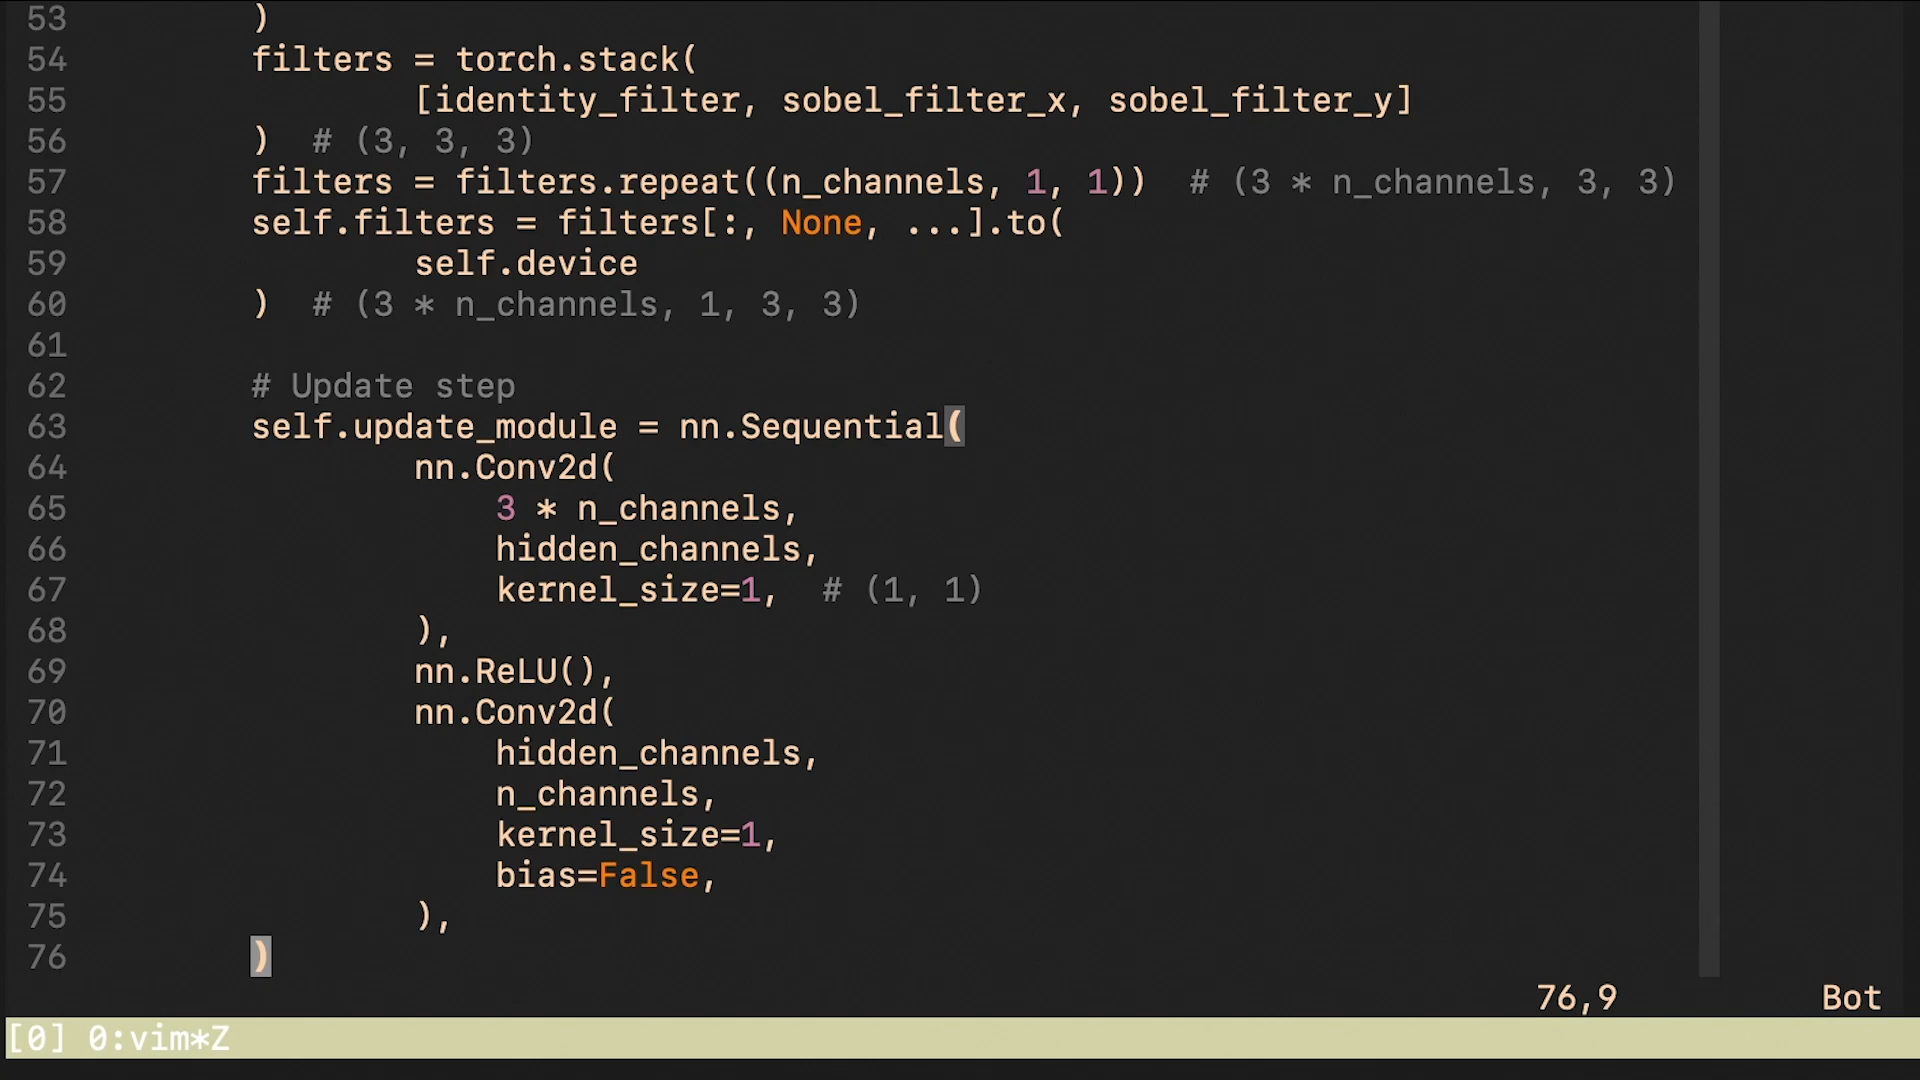 53         )
54         filters = torch.stack(
55                 [identity_filter, sobel_filter_x, sobel_filter_y]
56         )  # (3, 3, 3)
57         filters = filters.repeat((n_channels, 1, 1))  # (3 * n_channels, 3, 3)
58         self.filters = filters[:, None, ...].to(
59                 self.device
60         )  # (3 * n_channels, 1, 3, 3)
61
62         # Update step
63         self.update_module = nn.Sequential(
64                 nn.Conv2d(
65                     3 * n_channels,
66                     hidden_channels,
67                     kernel_size=1,  # (1, 1)
68                 ),
69                 nn.ReLU(),
70                 nn.Conv2d(
71                     hidden_channels,
72                     n_channels,
73                     kernel_size=1,
74                     bias=False,
75                 ),
76         )
76,9          Bot
[0] 0:vim*Z